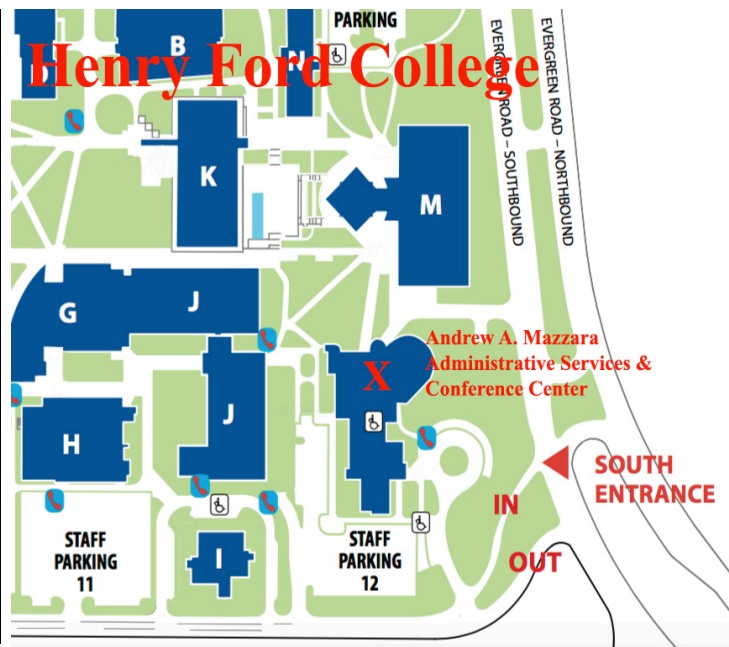 PARKING
B
D
N
Henry Ford College
EVERGREEN ROAD – SOUTHBOUND
EVERGREEN ROAD – NORTHBOUND
K
M
G
J
Andrew A. Mazzara
Administrative Services &
Conference Center
X
H
J
SOUTH
ENTRANCE
IN
OUT
STAFF
PARKING
11
I
STAFF
PARKING
12